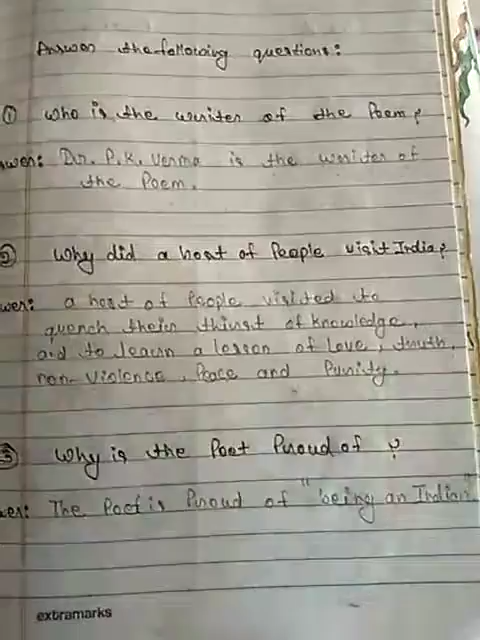 Answer the following questions:
① Who is the writer of the Poem?
wer: Dr. P.K. Verma is the writer of
the Poem.
② Why did a host of People visit India?
wer: a host of People visited to
quench their thirst of knowledge,
and to learn a lesson of Love, truth,
non-violence, Peace and Purity.
③ Why is the Poet Proud of ?
wer: The Poet is Proud of "being an Indian"
extramarks